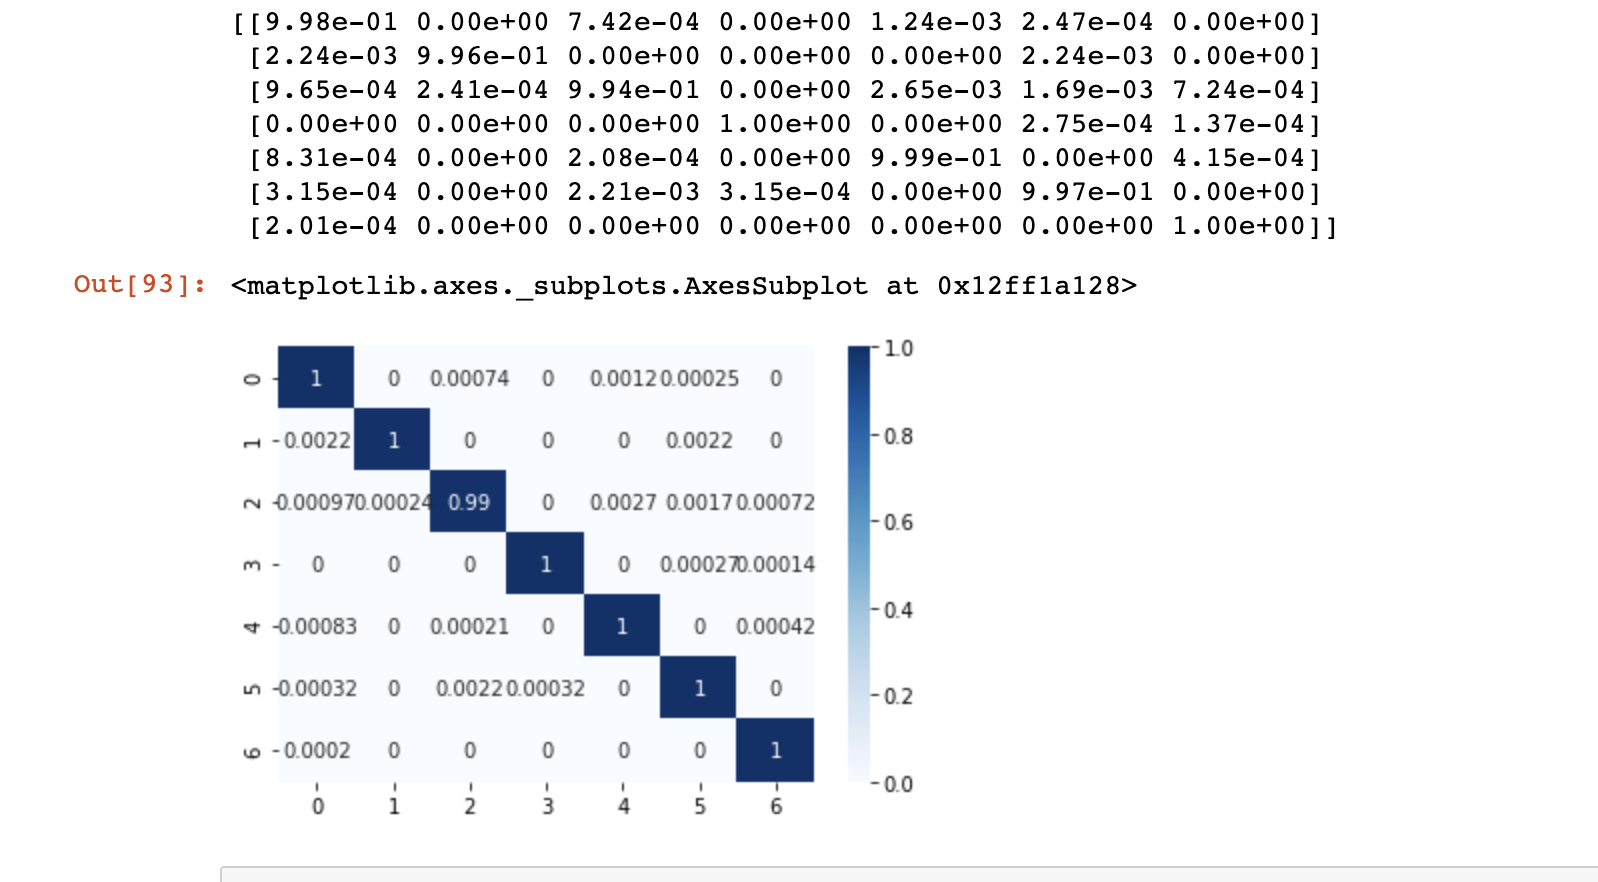 [[9.98e-01 0.00e+00 7.42e-04 0.00e+00 1.24e-03 2.47e-04 0.00e+00]
[2.24e-03 9.96e-01 0.00e+00 0.00e+00 0.00e+00 2.24e-03 0.00e+00]
[9.65e-04 2.41e-04 9.94e-01 0.00e+00 2.65e-03 1.69e-03 7.24e-04]
[0.00e+00 0.00e+00 0.00e+00 1.00e+00 0.00e+00 2.75e-04 1.37e-04]
[8.31e-04 0.00e+00 2.08e-04 0.00e+00 9.99e-01 0.00e+00 4.15e-04]
[3.15e-04 0.00e+00 2.21e-03 3.15e-04 0.00e+00 9.97e-01 0.00e+00]
[2.01e-04 0.00e+00 0.00e+00 0.00e+00 0.00e+00 0.00e+00 1.00e+00]]
Out[93]: <matplotlib.axes._subplots.AxesSubplot at 0x12ff1a128>
0 1 0 0.00074 0 0.0012 0.00025 0
1 0.0022 1 0 0 0 0.0022 0
2 0.00097 0.00024 0.99 0 0.0027 0.0017 0.00072
3 0 0 0 1 0 0.00027 0.00014
4 0.00083 0 0.00021 0 1 0 0.00042
5 0.00032 0 0.0022 0.00032 0 1 0
6 0.0002 0 0 0 0 0 1
0 1 2 3 4 5 6
1.0
0.8
0.6
0.4
0.2
0.0